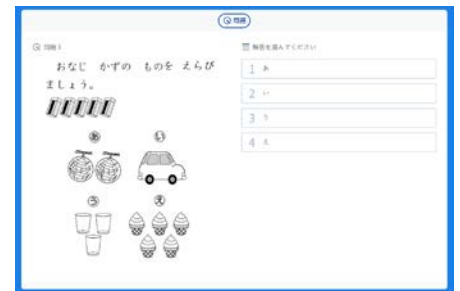 問題
問題 1
おなじ かずの ものを えらび
ましょう。
あ
い
う
え
解答を選んでください
1 あ
2 い
3 う
4 え